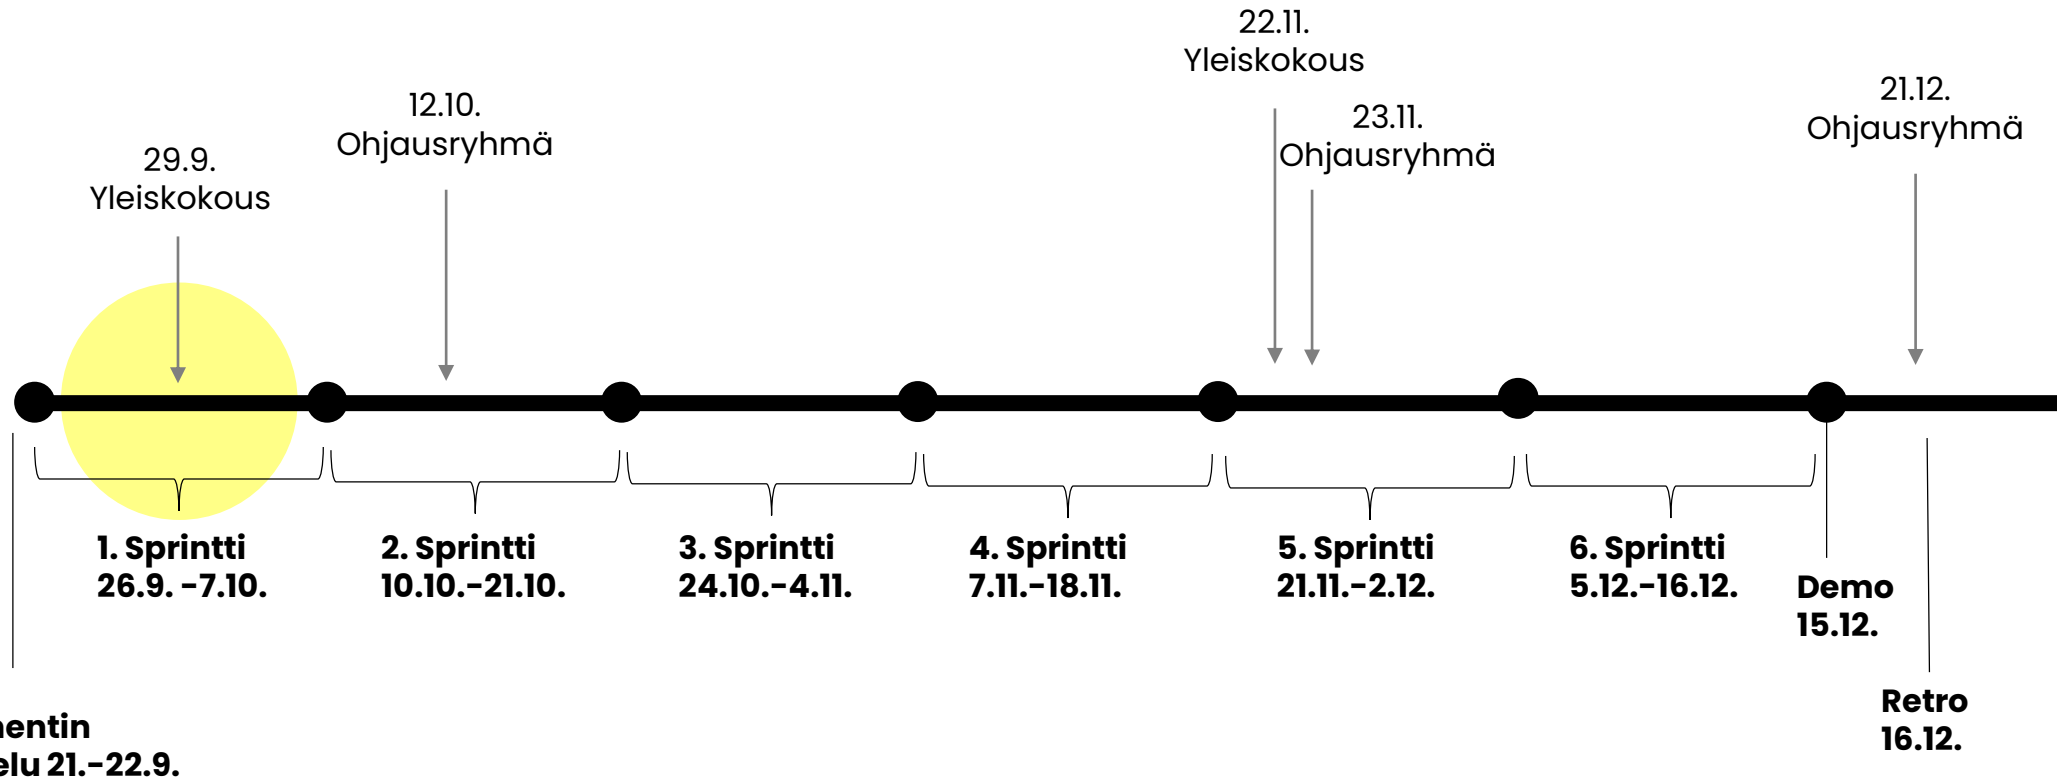 22.11.
Yleiskokous
12.10.
Ohjausryhmä
23.11.
Ohjausryhmä
21.12.
Ohjausryhmä
29.9.
Yleiskokous
1. Sprintti
26.9. -7.10.
2. Sprintti
10.10.-21.10.
3. Sprintti
24.10.-4.11.
4. Sprintti
7.11.-18.11.
5. Sprintti
21.11.-2.12.
6. Sprintti
5.12.-16.12.
Demo
15.12.
Retro
16.12.
21.-22.9.